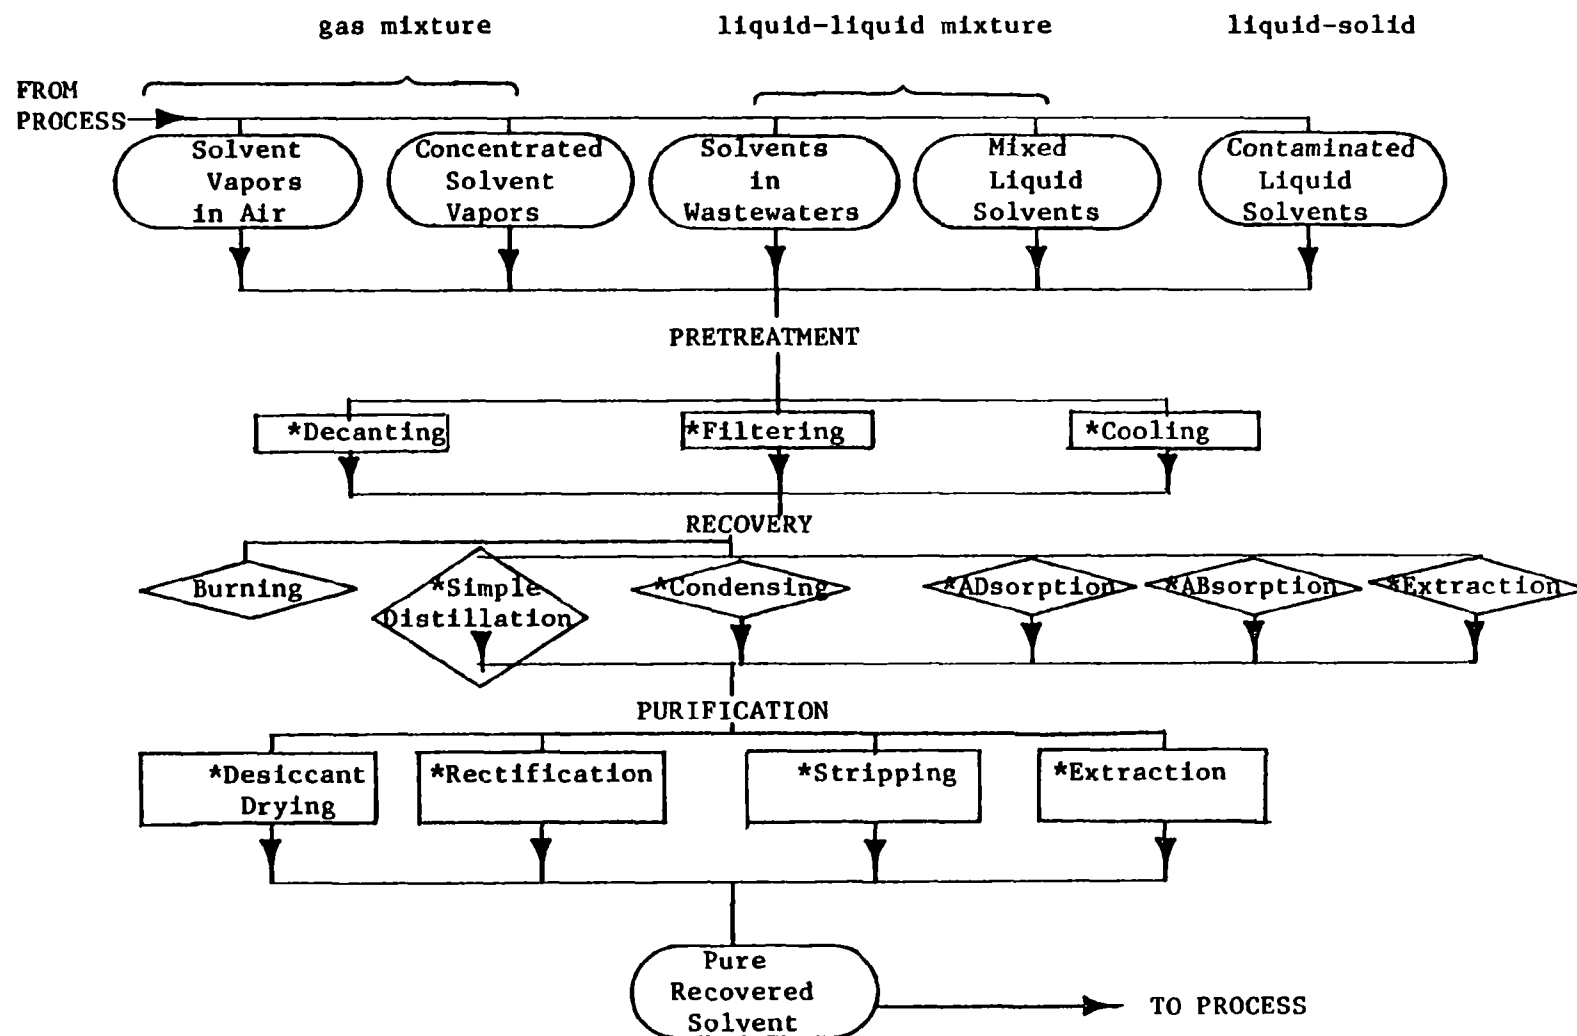 gas mixture liquid-liquid mixture liquid-solid
FROM
PROCESS
Solvent
Vapors
in Air
Concentrated
Solvent
Vapors
Solvents
in
Wastewaters
Mixed
Liquid
Solvents
Contaminated
Liquid
Solvents
PRETREATMENT
*Decanting
*Filtering
*Cooling
RECOVERY
Burning
*Simple
Distillation
*Condensing
*ADsorption
*ABsorption
*Extraction
PURIFICATION
*Desiccant
Drying
*Rectification
*Stripping
*Extraction
Pure
Recovered
Solvent
TO PROCESS